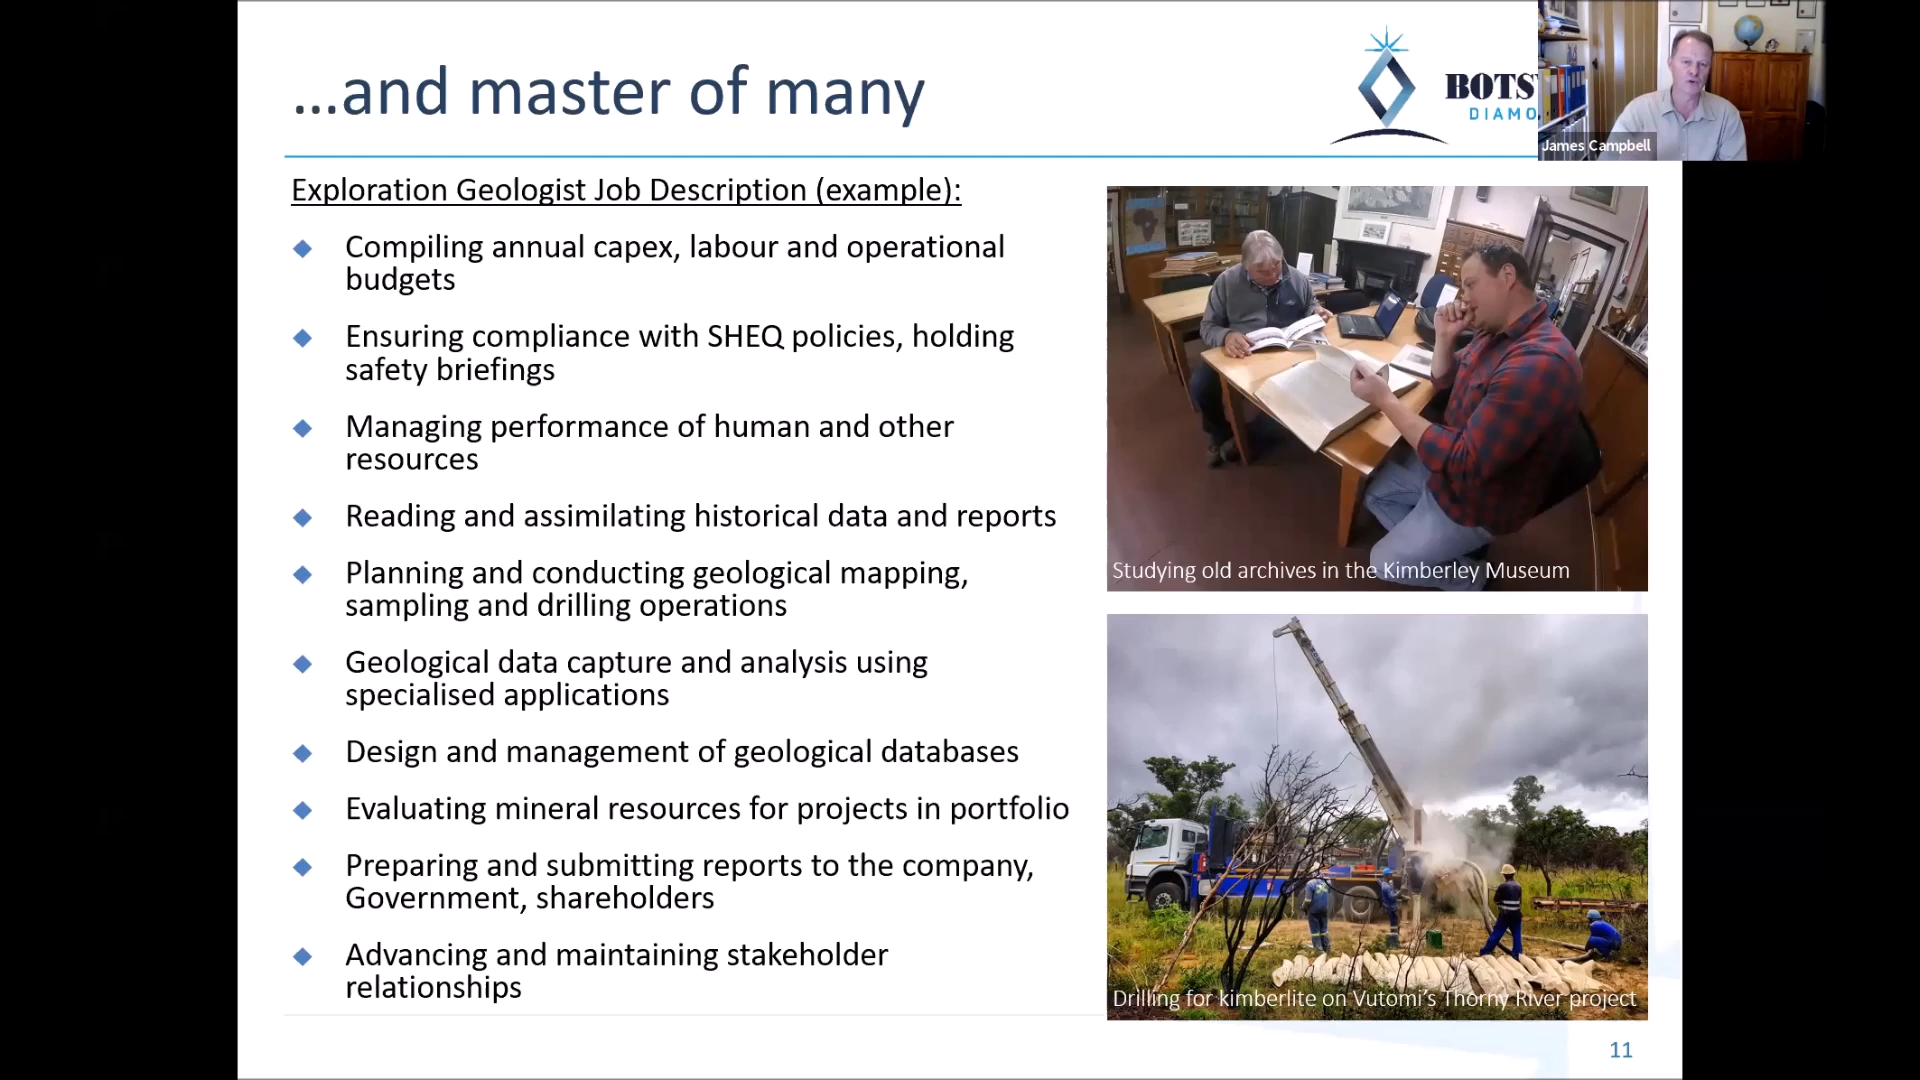 ...and master of many
BOTS
DIAMO
James Campbell
Exploration Geologist Job Description (example):
Compiling annual capex, labour and operational
budgets
Ensuring compliance with SHEQ policies, holding
safety briefings
Managing performance of human and other
resources
Reading and assimilating historical data and reports
Planning and conducting geological mapping,
sampling and drilling operations
Geological data capture and analysis using
specialised applications
Design and management of geological databases
Evaluating mineral resources for projects in portfolio
Preparing and submitting reports to the company,
Government, shareholders
Advancing and maintaining stakeholder
relationships
Studying old archives in the Kimberley Museum
Drilling for kimberlite on Vutomi's Thorny River project
11